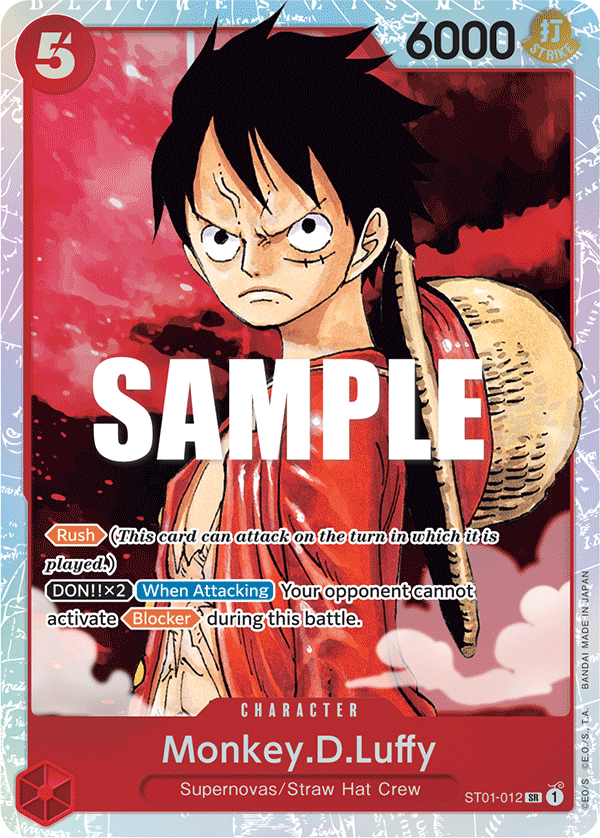 5
6000
打
STRIKE
SAMPLE
Rush (This card can attack on the turn in which it is
played.)
DON!!×2 When Attacking Your opponent cannot
activate Blocker during this battle.
CHARACTER
Monkey.D.Luffy
Supernovas/Straw Hat Crew
ST01-012 SR 1
©E.O./S. ©E.O./S., T.A. BANDAI MADE IN JAPAN